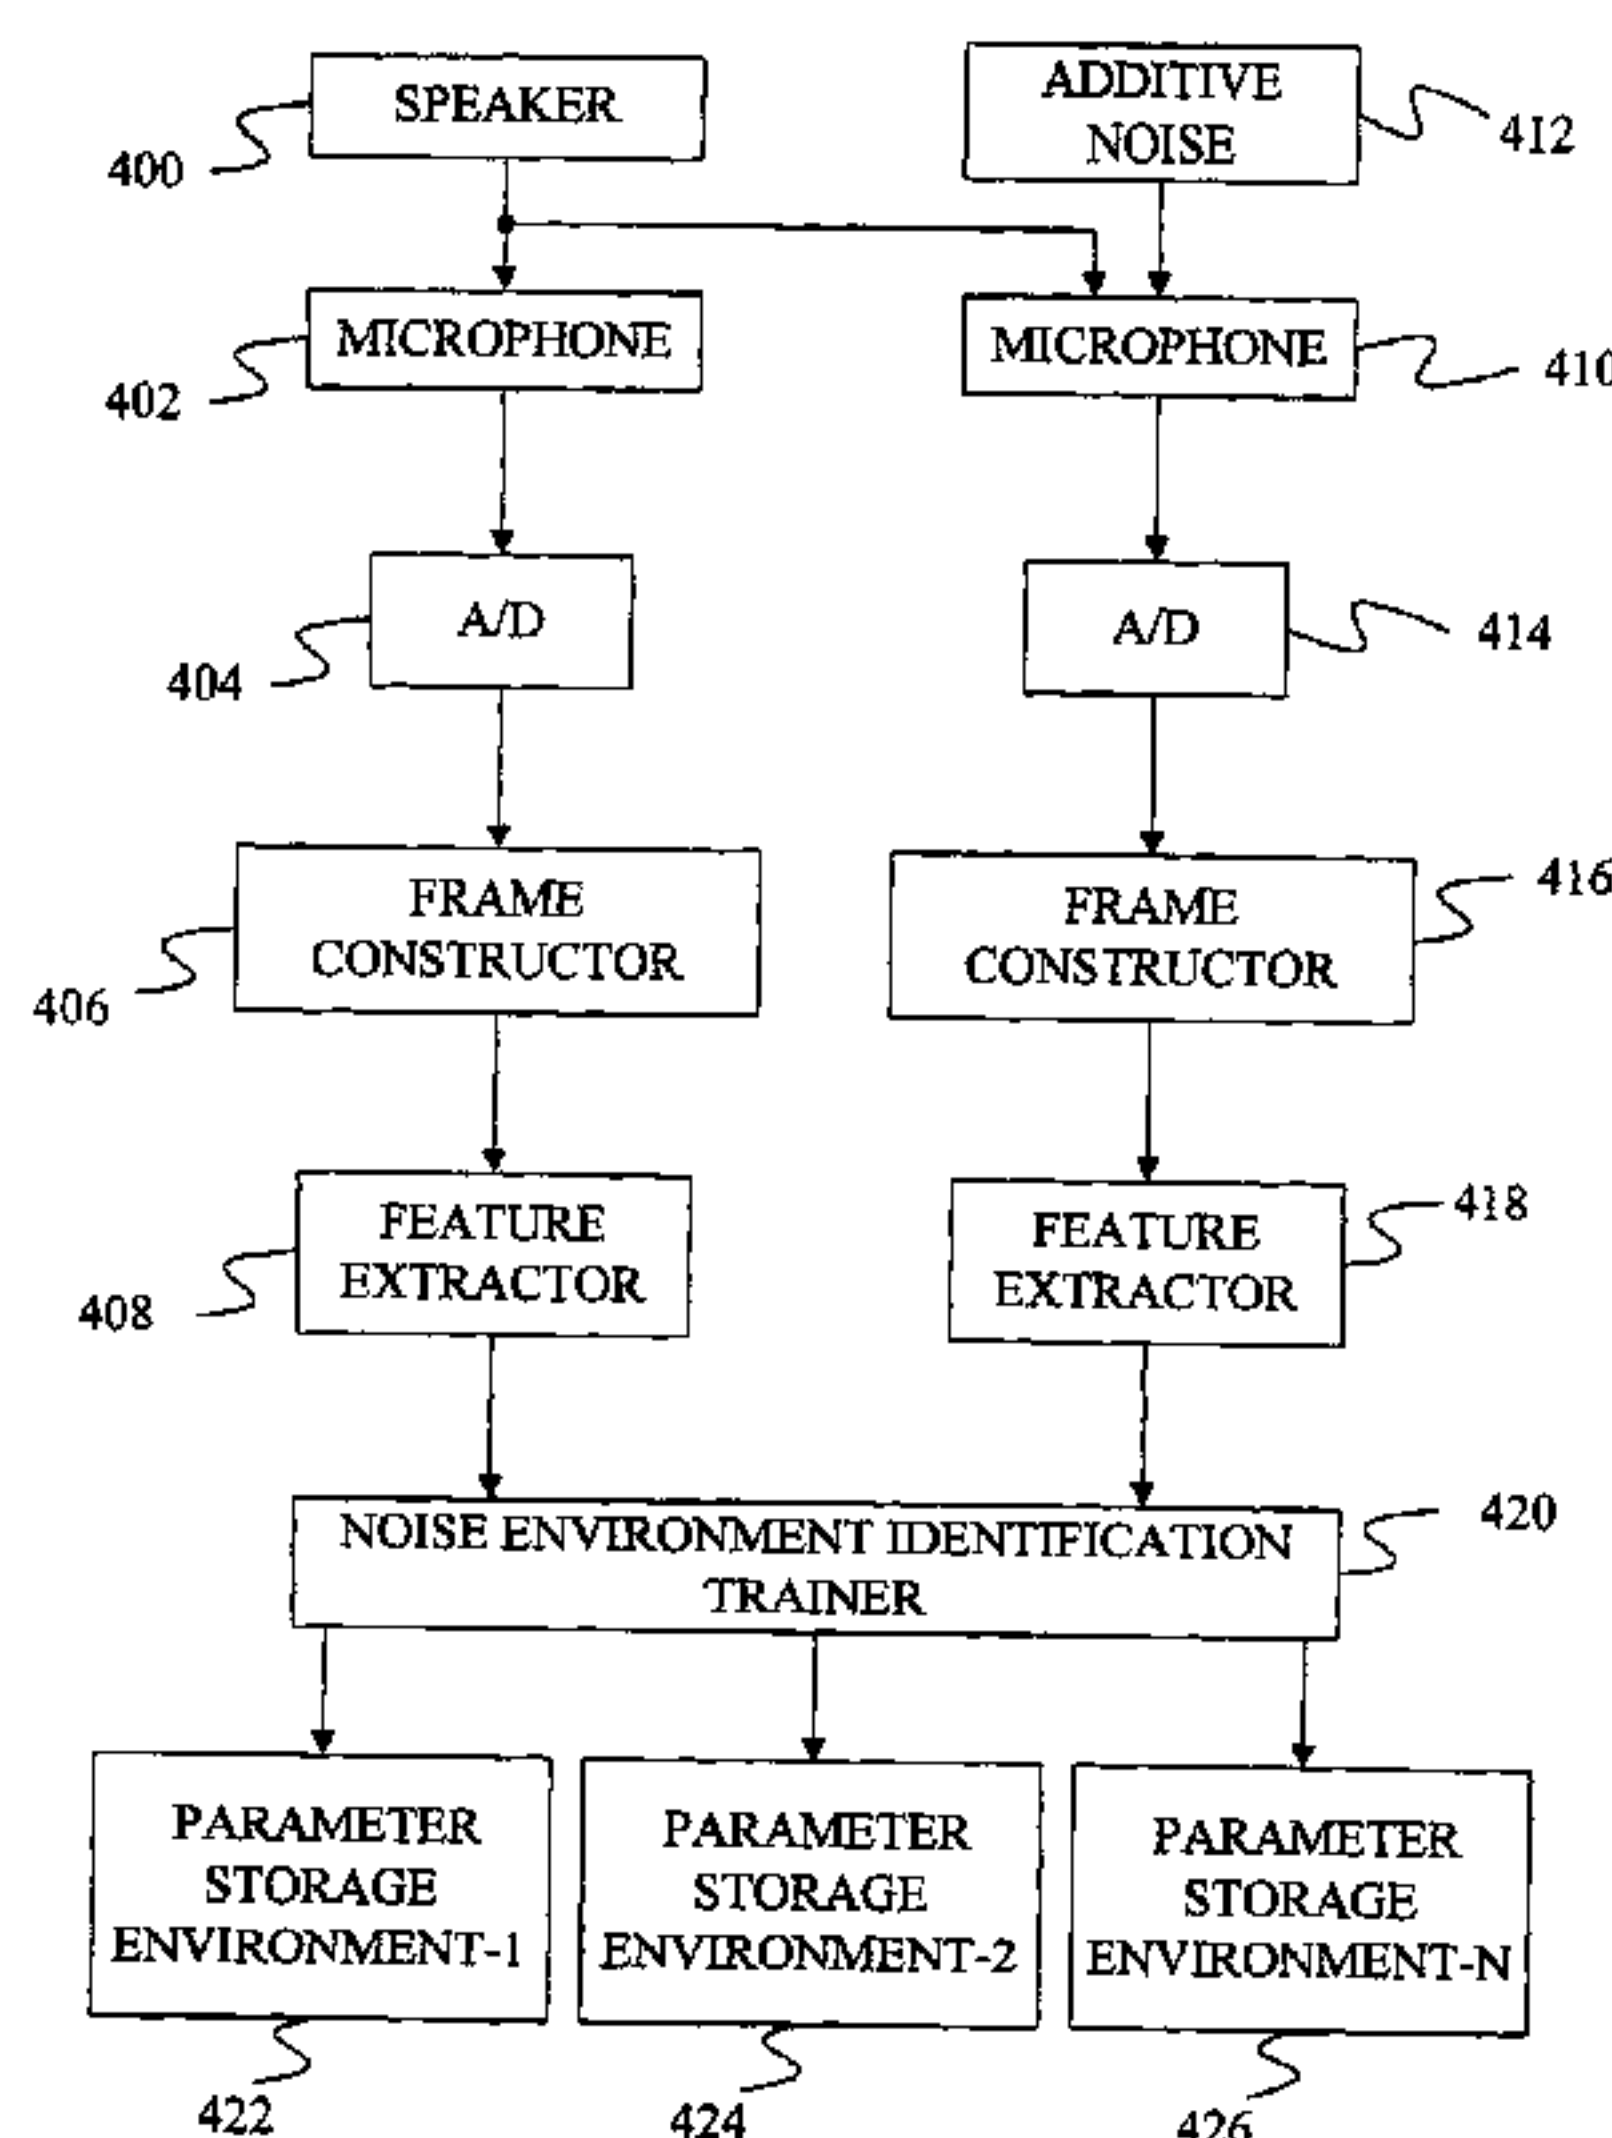 SPEAKER
400
ADDITIVE
NOISE
412
MICROPHONE
402
MICROPHONE
410
A/D
404
A/D
414
FRAME
CONSTRUCTOR
406
FRAME
CONSTRUCTOR
416
FEATURE
EXTRACTOR
408
FEATURE
EXTRACTOR
418
NOISE ENVIRONMENT IDENTIFICATION
TRAINER
420
PARAMETER
STORAGE
ENVIRONMENT-1
422
PARAMETER
STORAGE
ENVIRONMENT-2
424
PARAMETER
STORAGE
ENVIRONMENT-N
426